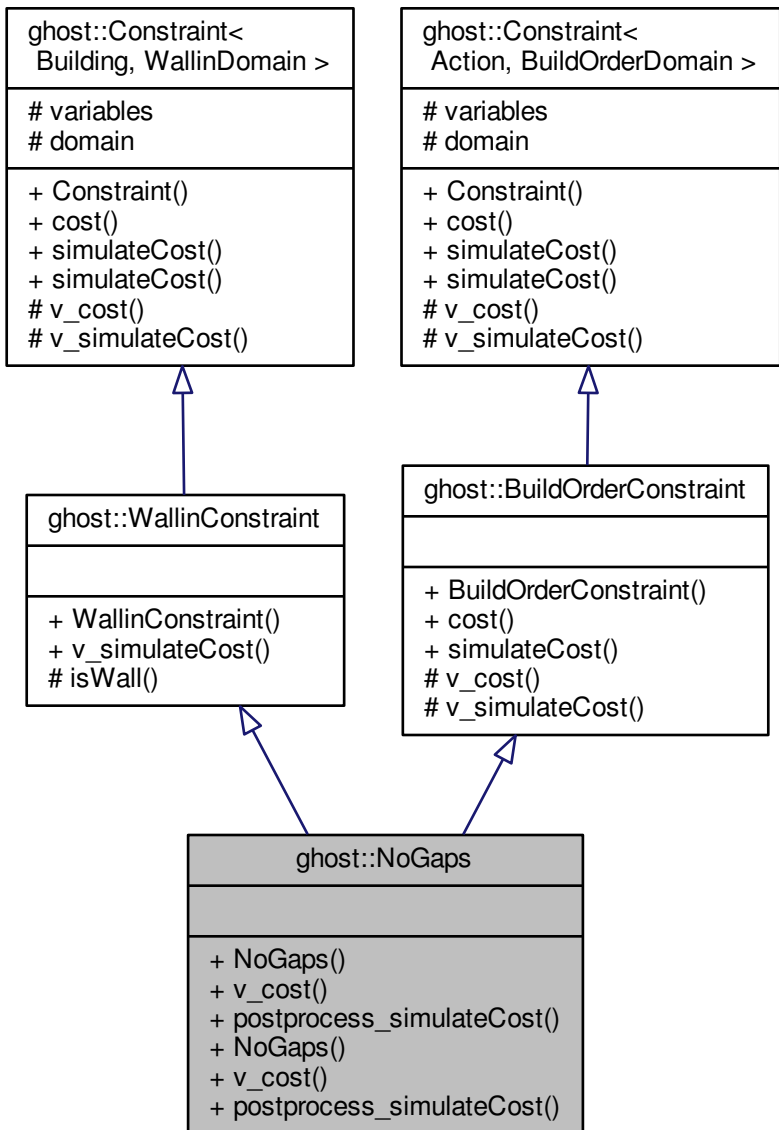 ghost::Constraint<
Building, WallinDomain >
# variables
# domain
+ Constraint()
+ cost()
+ simulateCost()
+ simulateCost()
# v_cost()
# v_simulateCost()
ghost::Constraint<
Action, BuildOrderDomain >
# variables
# domain
+ Constraint()
+ cost()
+ simulateCost()
+ simulateCost()
# v_cost()
# v_simulateCost()
ghost::WallinConstraint
+ WallinConstraint()
+ v_simulateCost()
# isWall()
ghost::BuildOrderConstraint
+ BuildOrderConstraint()
+ cost()
+ simulateCost()
# v_cost()
# v_simulateCost()
ghost::NoGaps
+ NoGaps()
+ v_cost()
+ postprocess_simulateCost()
+ NoGaps()
+ v_cost()
+ postprocess_simulateCost()